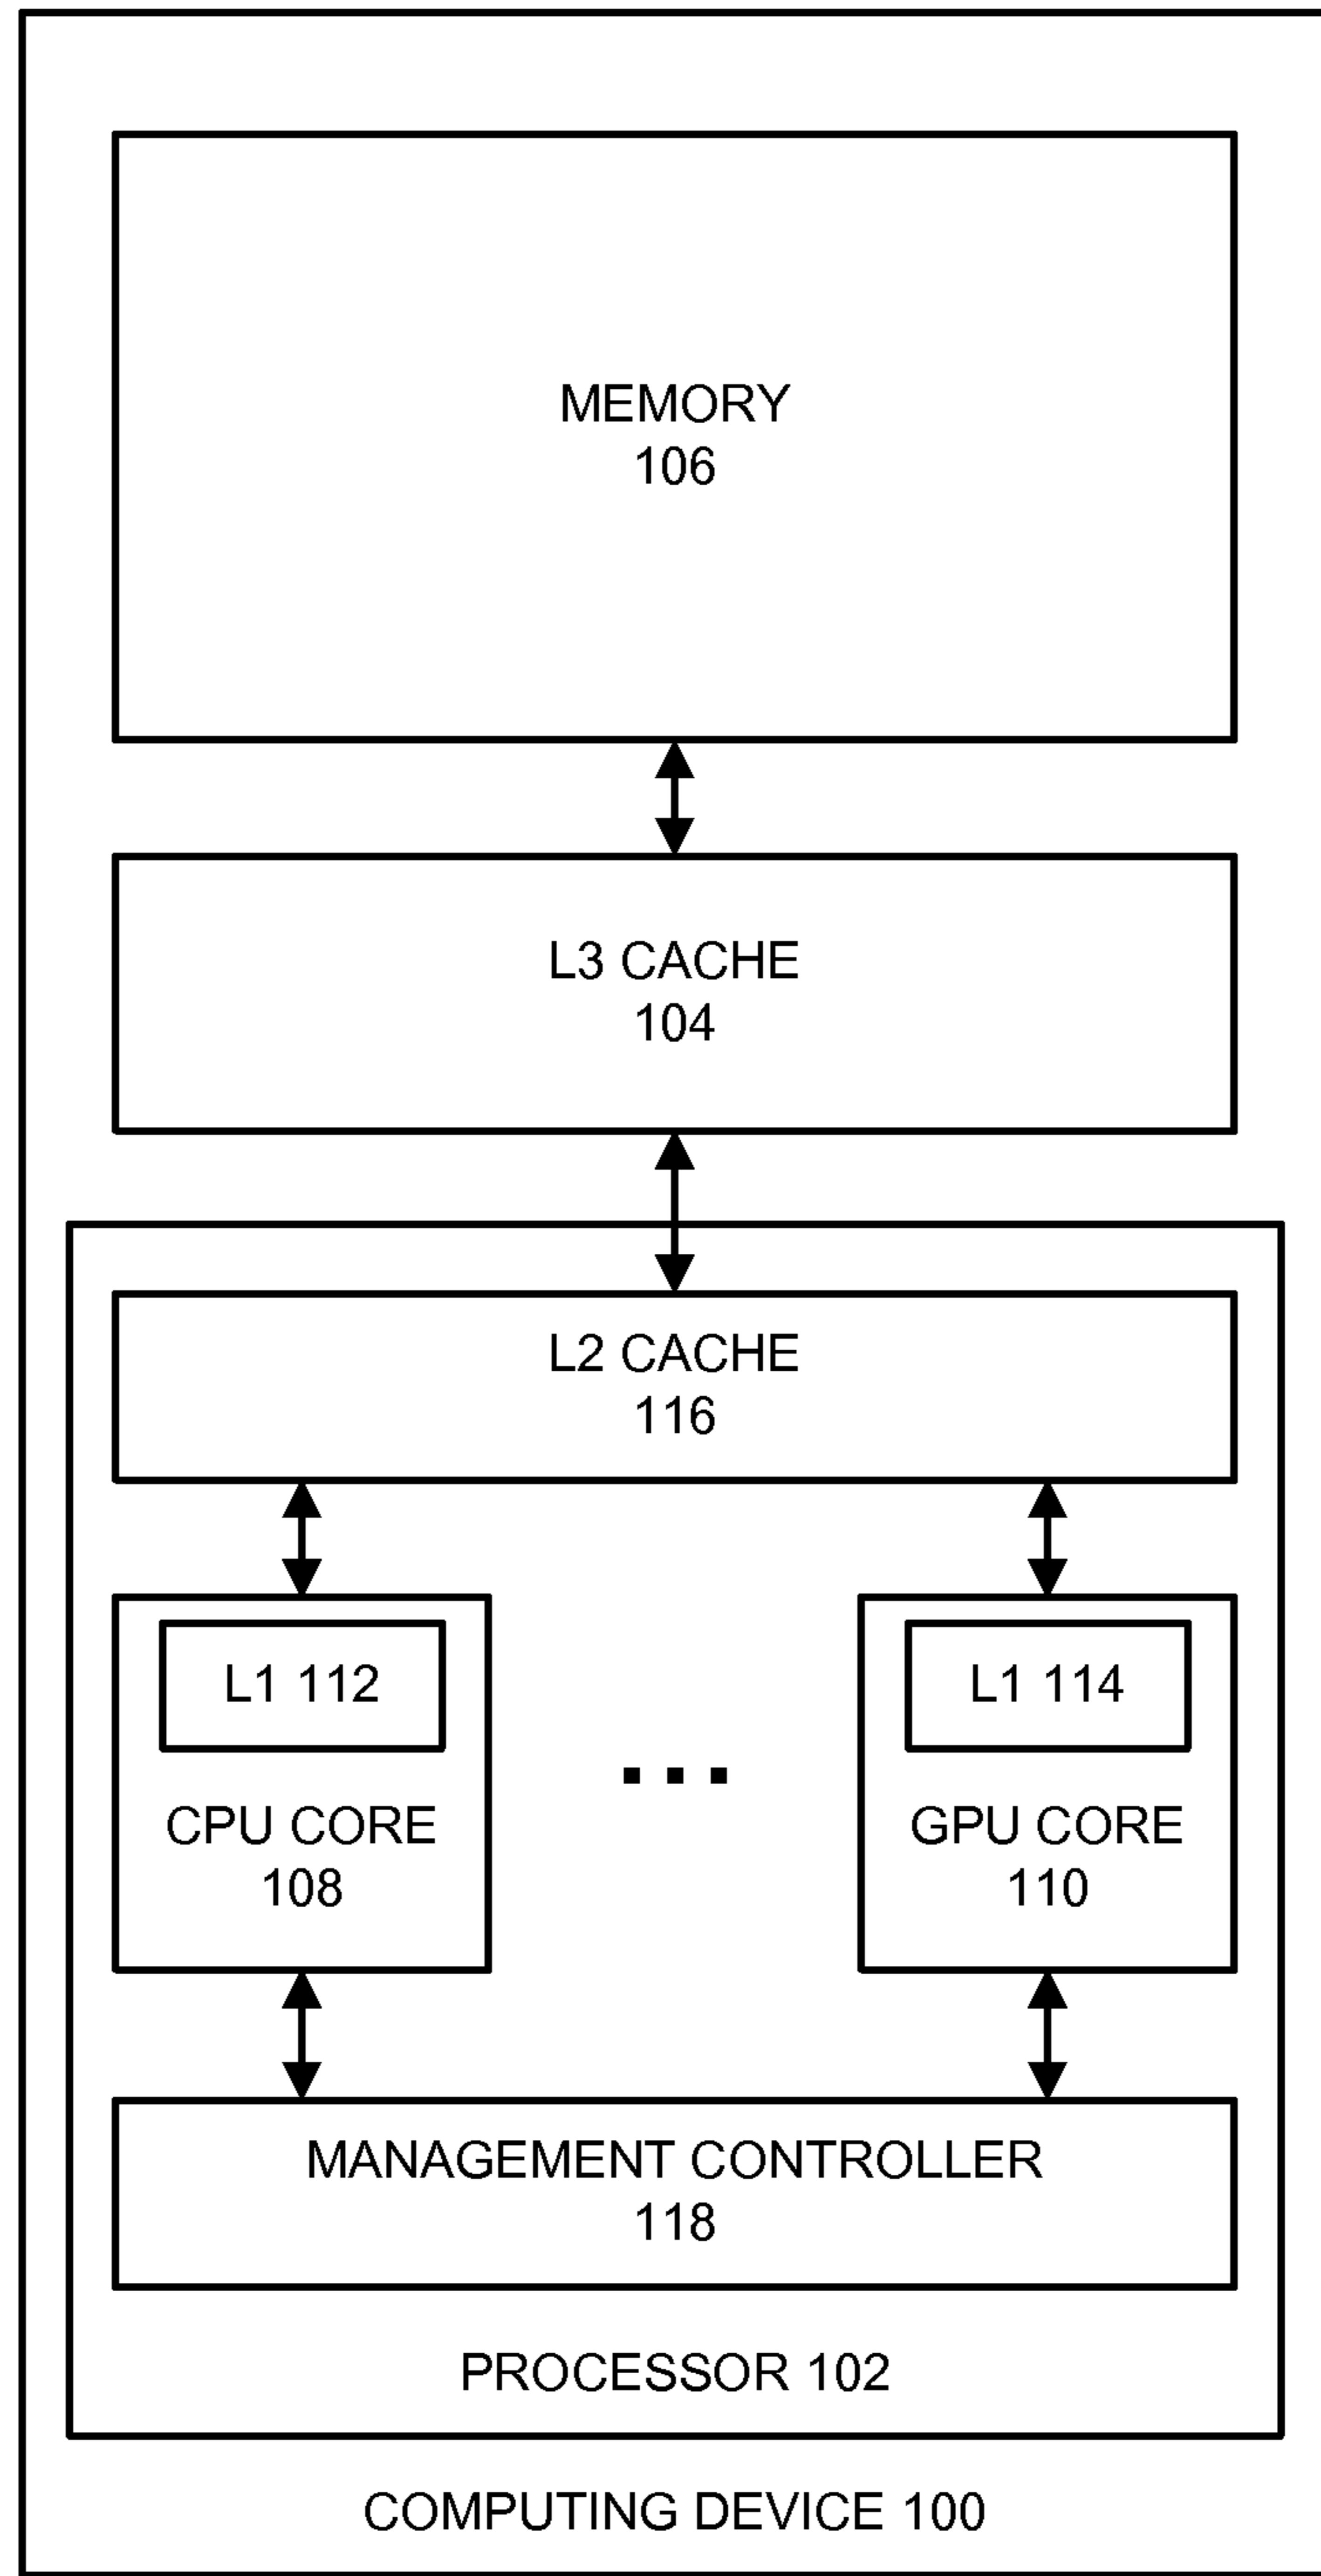 MEMORY
106
L3 CACHE
104
L2 CACHE
116
L1 112
L1 114
CPU CORE
108
GPU CORE
110
MANAGEMENT CONTROLLER
118
PROCESSOR 102
COMPUTING DEVICE 100